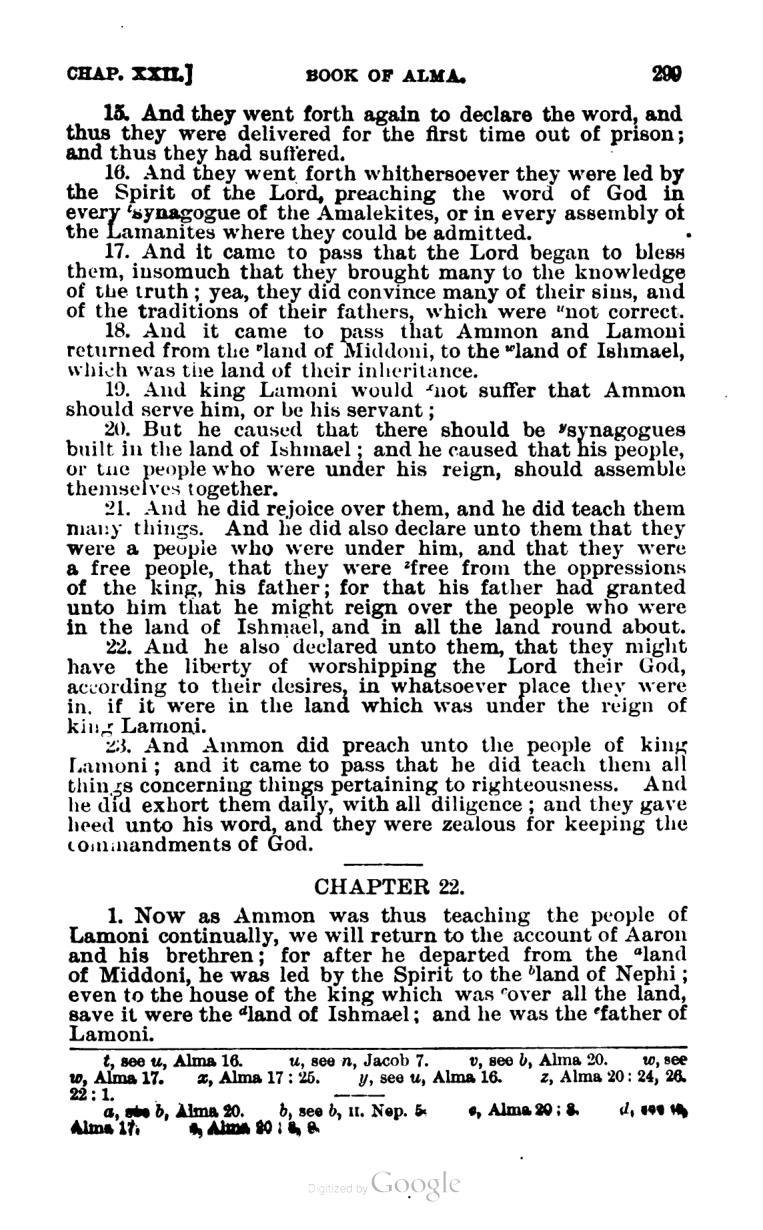 CHAP. XXII.] BOOK OF ALMA. 299
15. And they went forth again to declare the word, and
thus they were delivered for the first time out of prison;
and thus they had suffered.
16. And they went forth whithersoever they were led by
the Spirit of the Lord, preaching the word of God in
every ᵗsynagogue of the Amalekites, or in every assembly of
the Lamanites where they could be admitted.
17. And it came to pass that the Lord began to bless
them, insomuch that they brought many to the knowledge
of the truth; yea, they did convince many of their sins, and
of the traditions of their fathers, which were ᵘnot correct.
18. And it came to pass that Ammon and Lamoni
returned from the ᵛland of Middoni, to the ʷland of Ishmael,
which was the land of their inheritance.
19. And king Lamoni would ˣnot suffer that Ammon
should serve him, or be his servant;
20. But he caused that there should be ʸsynagogues
built in the land of Ishmael; and he caused that his people,
or the people who were under his reign, should assemble
themselves together.
21. And he did rejoice over them, and he did teach them
many things. And he did also declare unto them that they
were a people who were under him, and that they were
a free people, that they were ᶻfree from the oppressions
of the king, his father; for that his father had granted
unto him that he might reign over the people who were
in the land of Ishmael, and in all the land round about.
22. And he also declared unto them, that they might
have the liberty of worshipping the Lord their God,
according to their desires, in whatsoever place they were
in, if it were in the land which was under the reign of
king Lamoni.
23. And Ammon did preach unto the people of king
Lamoni; and it came to pass that he did teach them all
things concerning things pertaining to righteousness. And
he did exhort them daily, with all diligence; and they gave
heed unto his word, and they were zealous for keeping the
commandments of God.
CHAPTER 22.
1. Now as Ammon was thus teaching the people of
Lamoni continually, we will return to the account of Aaron
and his brethren; for after he departed from the ᵃland
of Middoni, he was led by the Spirit to the ᵇland of Nephi;
even to the house of the king which was ᶜover all the land,
save it were the ᵈland of Ishmael; and he was the ᵉfather of
Lamoni.
t, see u, Alma 16. u, see n, Jacob 7. v, see b, Alma 20. w, see
w, Alma 17. x, Alma 17: 25. y, see u, Alma 16. z, Alma 20: 24, 26.
22: 1.
a, see b, Alma 20. b, see b, II. Nep. 5. c, Alma 20: 8. d, see w,
Alma 17. Alma 20: 8, 
Digitized by Google